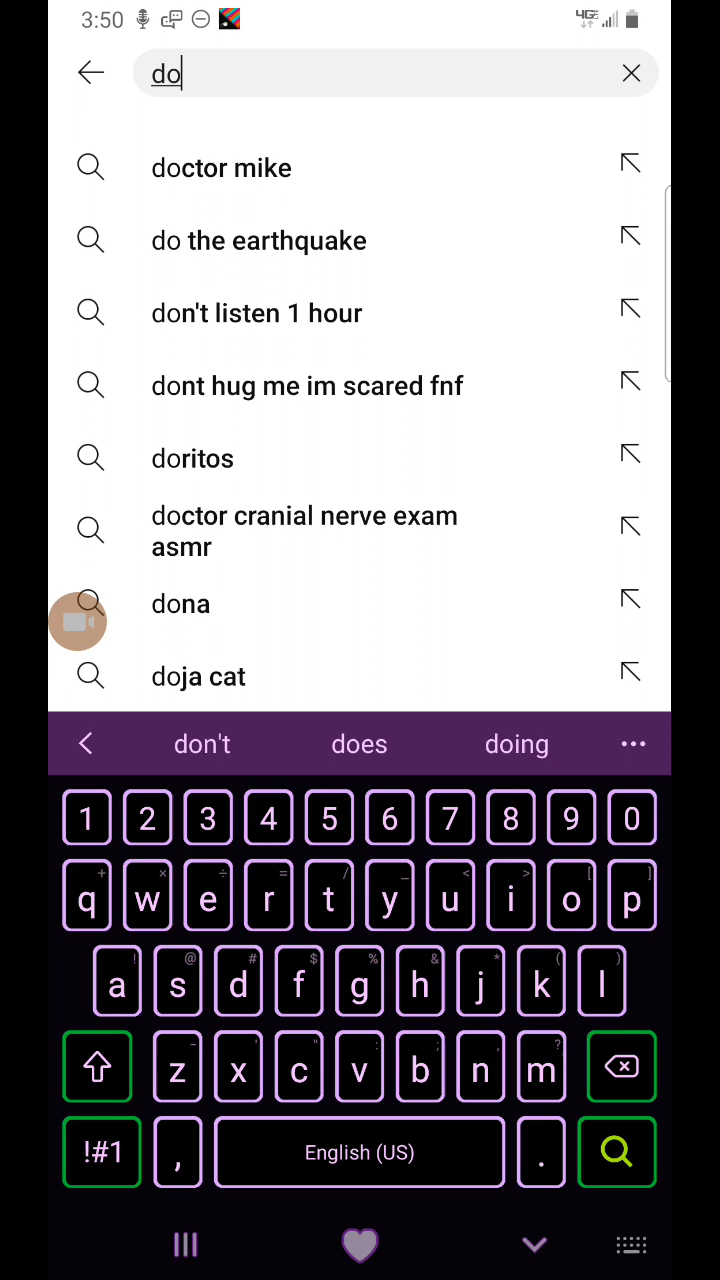 3:50 4GE
do
doctor mike
do the earthquake
don't listen 1 hour
dont hug me im scared fnf
doritos
doctor cranial nerve exam
asmr
dona
doja cat
don't does doing
1 2 3 4 5 6 7 8 9 0
+ × ÷ = / _ < > [ ]
q w e r t y u i o p
! @ # $ % & * ( )
a s d f g h j k l
- ' " : ; , ?
z x c v b n m
!#1 , English (US) .